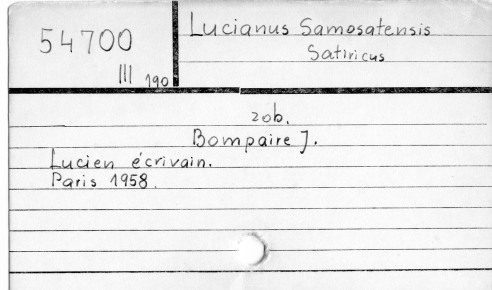 54700
III 190
Lucianus Samosatensis
Satiricus
zob.
Bompaire J.
Lucien écrivain.
Paris 1958.